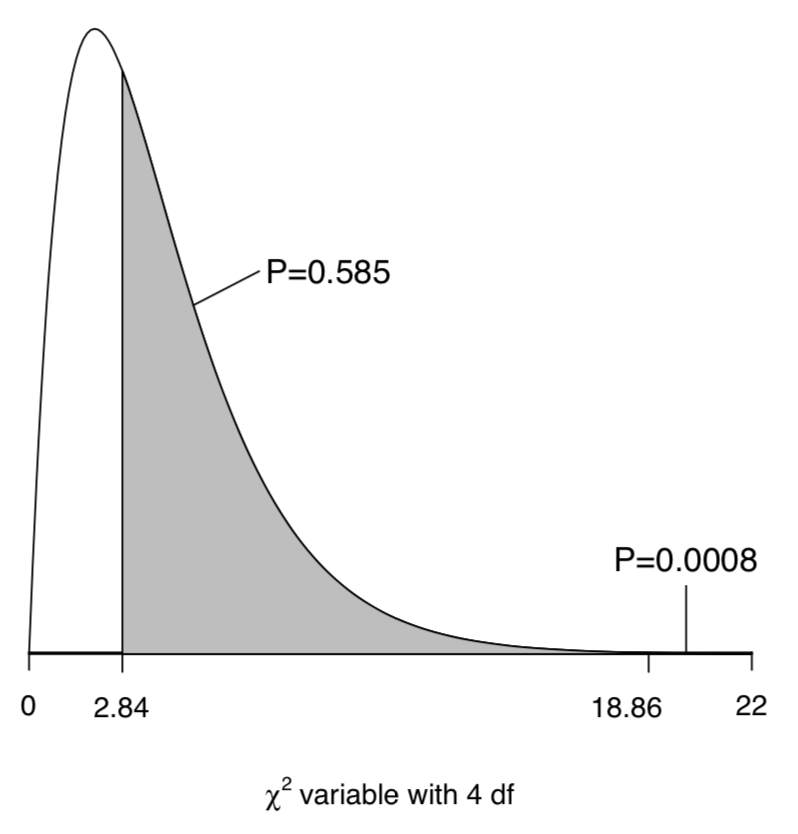 P=0.585
P=0.0008
0 2.84 18.86 22
χ² variable with 4 df